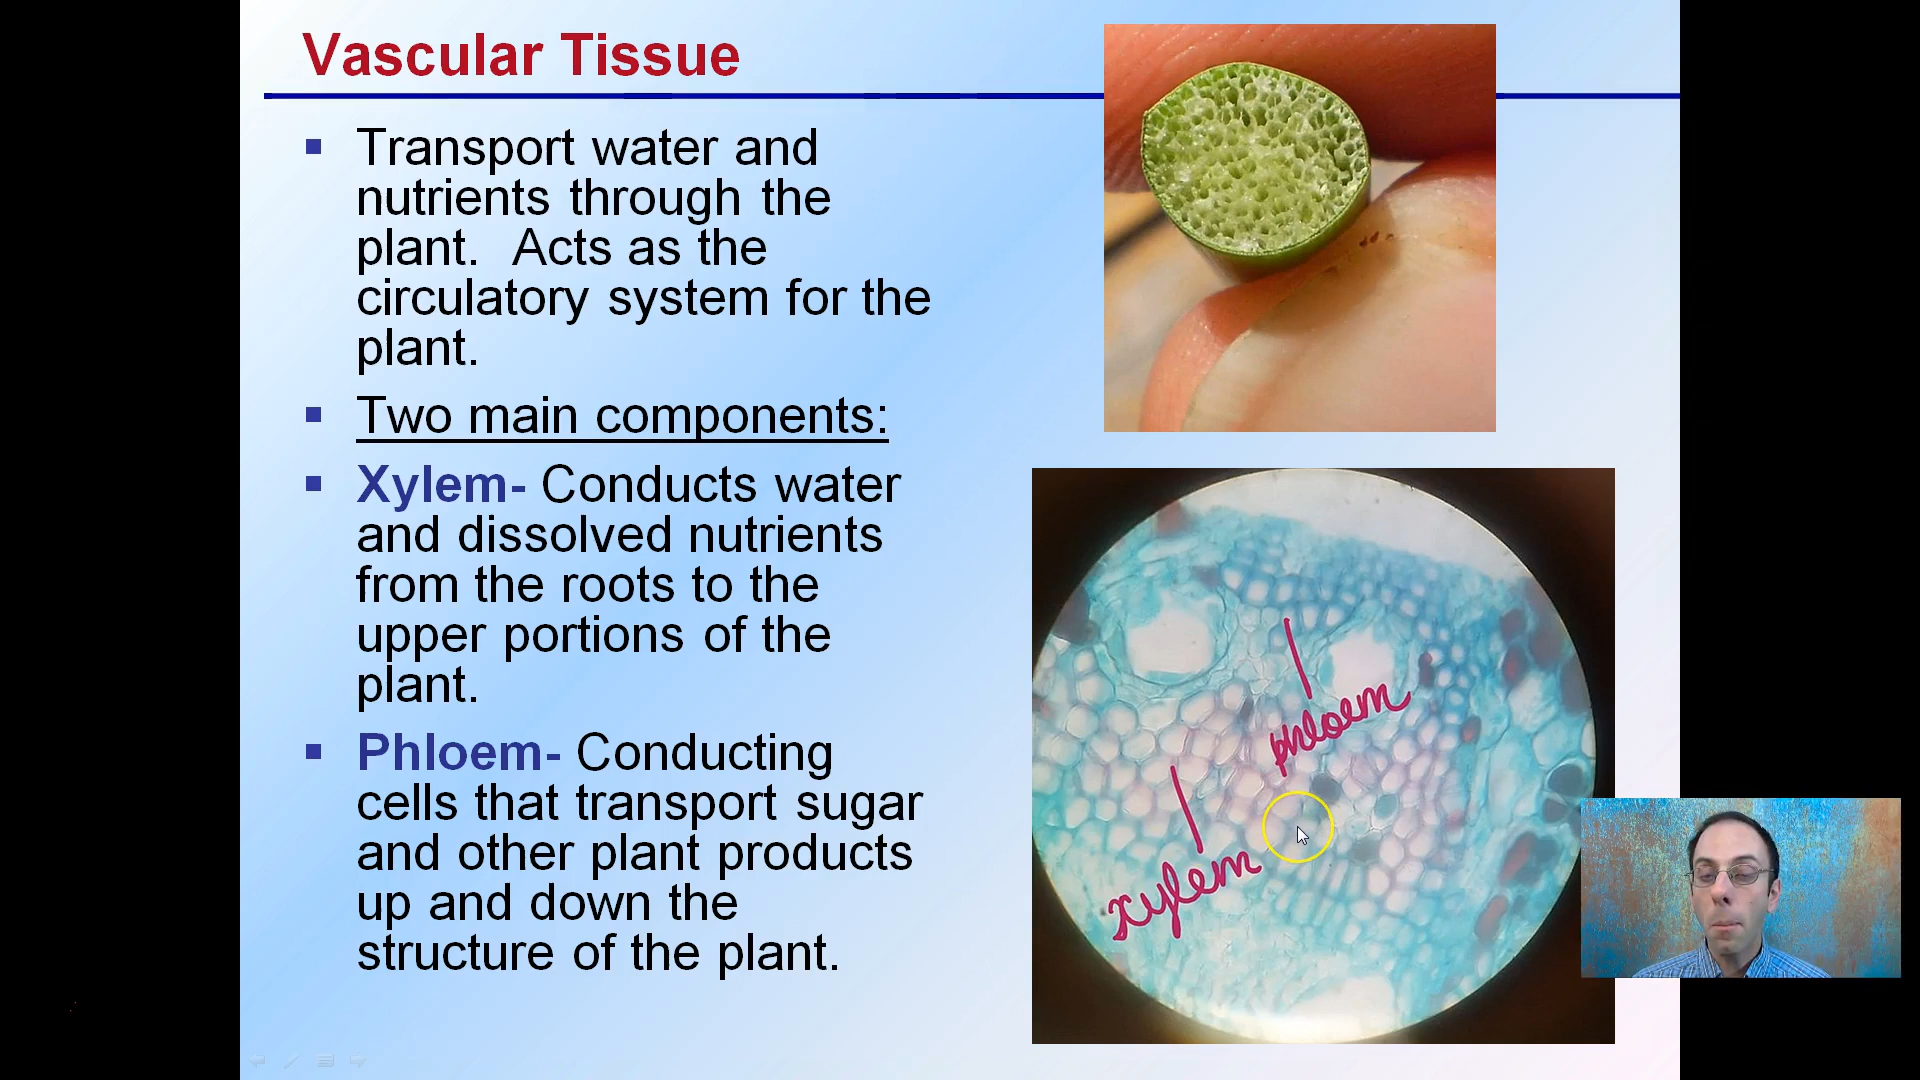 Vascular Tissue
Transport water and
nutrients through the
plant.  Acts as the
circulatory system for the
plant.
Two main components:
Xylem- Conducts water
and dissolved nutrients
from the roots to the
upper portions of the
plant.
Phloem- Conducting
cells that transport sugar
and other plant products
up and down the
structure of the plant.
phloem
xylem